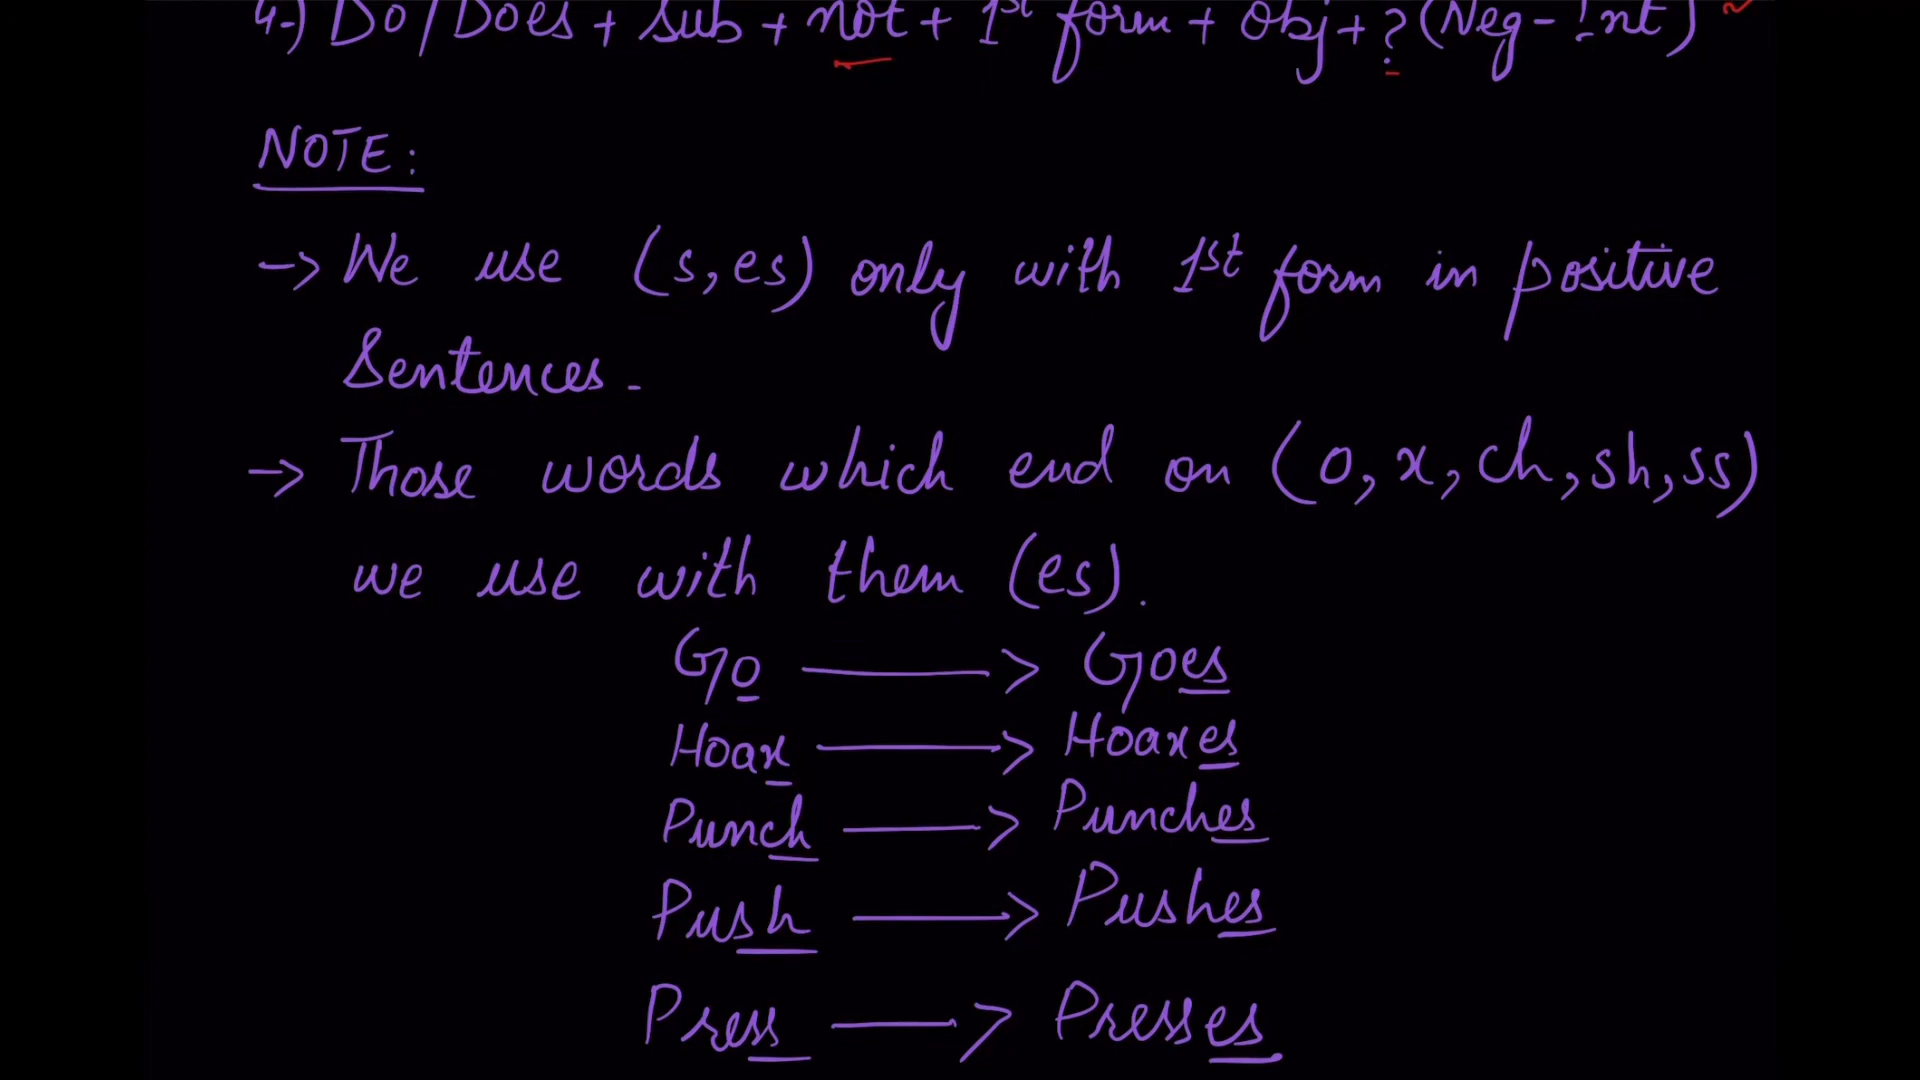 4-) Do/Does + sub + not + 1st form + obj + ? (Neg-Int)
NOTE:
-> We use (s, es) only with 1st form in positive
Sentences.
-> Those words which end on (o, x, ch, sh, ss)
we use with them (es).
Go -> Goes
Hoax -> Hoaxes
Punch -> Punches
Push -> Pushes
Press -> Presses